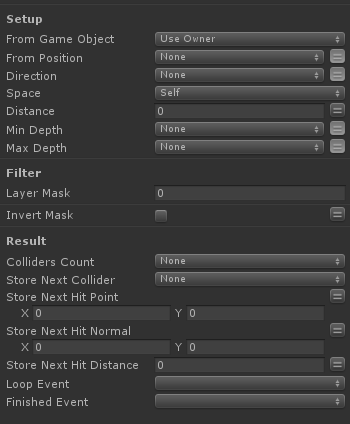 Setup
From Game Object Use Owner
From Position None
Direction None
Space Self
Distance 0
Min Depth None
Max Depth None
Filter
Layer Mask 0
Invert Mask
Result
Colliders Count None
Store Next Collider None
Store Next Hit Point
X 0 Y 0
Store Next Hit Normal
X 0 Y 0
Store Next Hit Distance 0
Loop Event
Finished Event